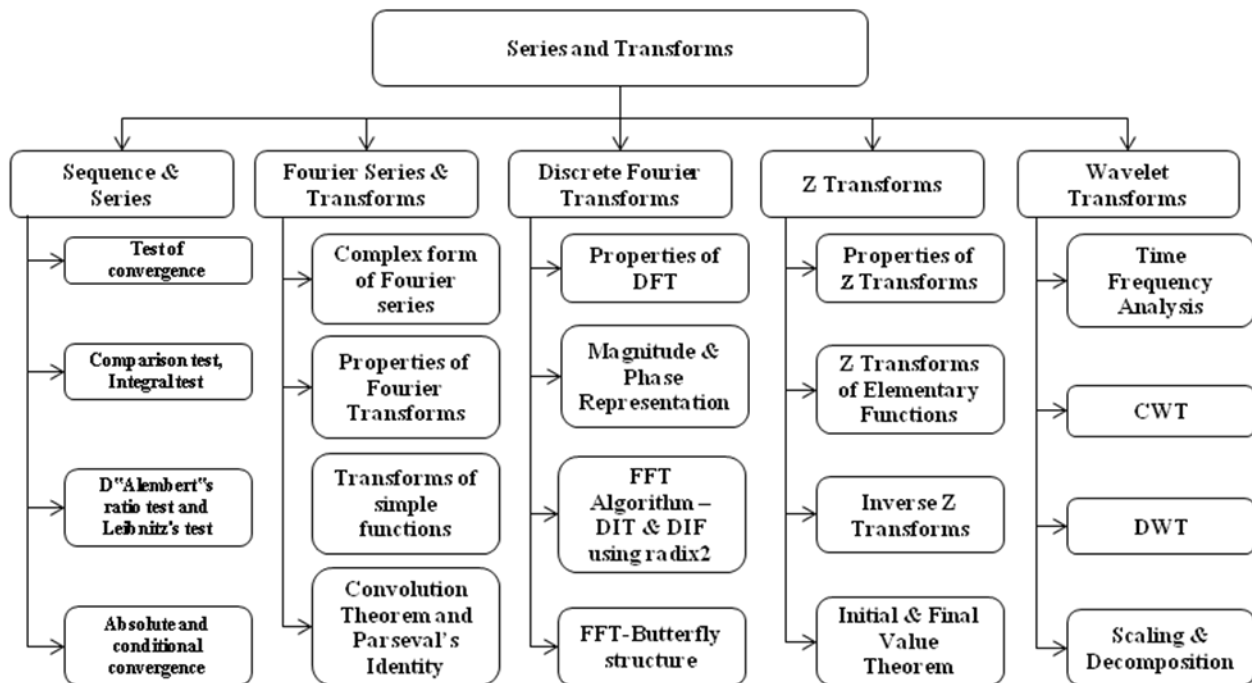 Series and Transforms
Sequence &
Series
Test of
convergence
Comparison test,
Integral test
D"Alembert"s
ratio test and
Leibnitz's test
Absolute and
conditional
convergence
Fourier Series &
Transforms
Complex form
of Fourier
series
Properties of
Fourier
Transforms
Transforms of
simple
functions
Convolution
Theorem and
Parseval's
Identity
Discrete Fourier
Transforms
Properties of
DFT
Magnitude &
Phase
Representation
FFT
Algorithm –
DIT & DIF
using radix2
FFT-Butterfly
structure
Z Transforms
Properties of
Z Transforms
Z Transforms
of Elementary
Functions
Inverse Z
Transforms
Initial & Final
Value
Theorem
Wavelet
Transforms
Time
Frequency
Analysis
CWT
DWT
Scaling &
Decomposition